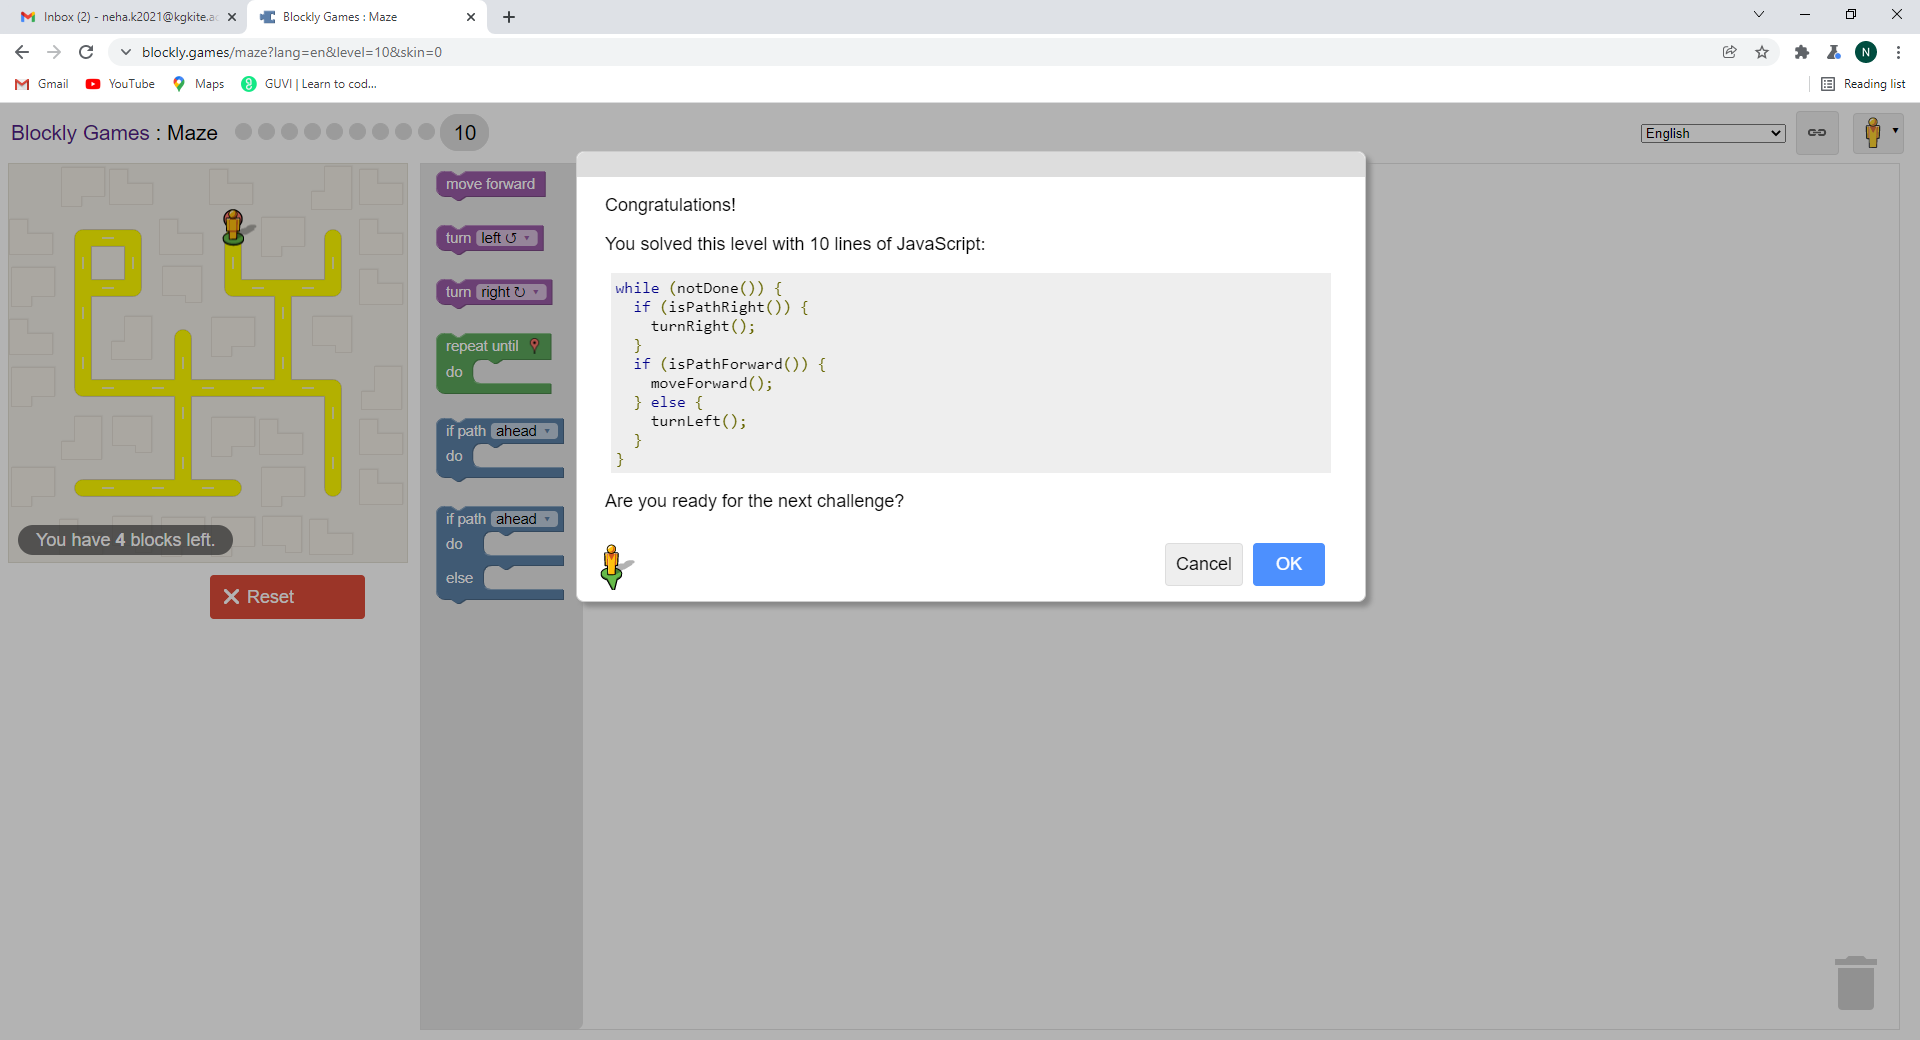 Inbox (2) - neha.k2021@kgkite.ac
Blockly Games : Maze
blockly.games/maze?lang=en&level=10&skin=0
N
Gmail
YouTube
Maps
GUVI | Learn to cod...
Reading list
Blockly Games : Maze
10
English
move forward
turn left ↺
turn right ↻
repeat until
do
if path ahead
do
if path ahead
do
else
You have 4 blocks left.
Reset
Congratulations!
You solved this level with 10 lines of JavaScript:
while (notDone()) {
if (isPathRight()) {
turnRight();
}
if (isPathForward()) {
moveForward();
} else {
turnLeft();
}
}
Are you ready for the next challenge?
Cancel
OK